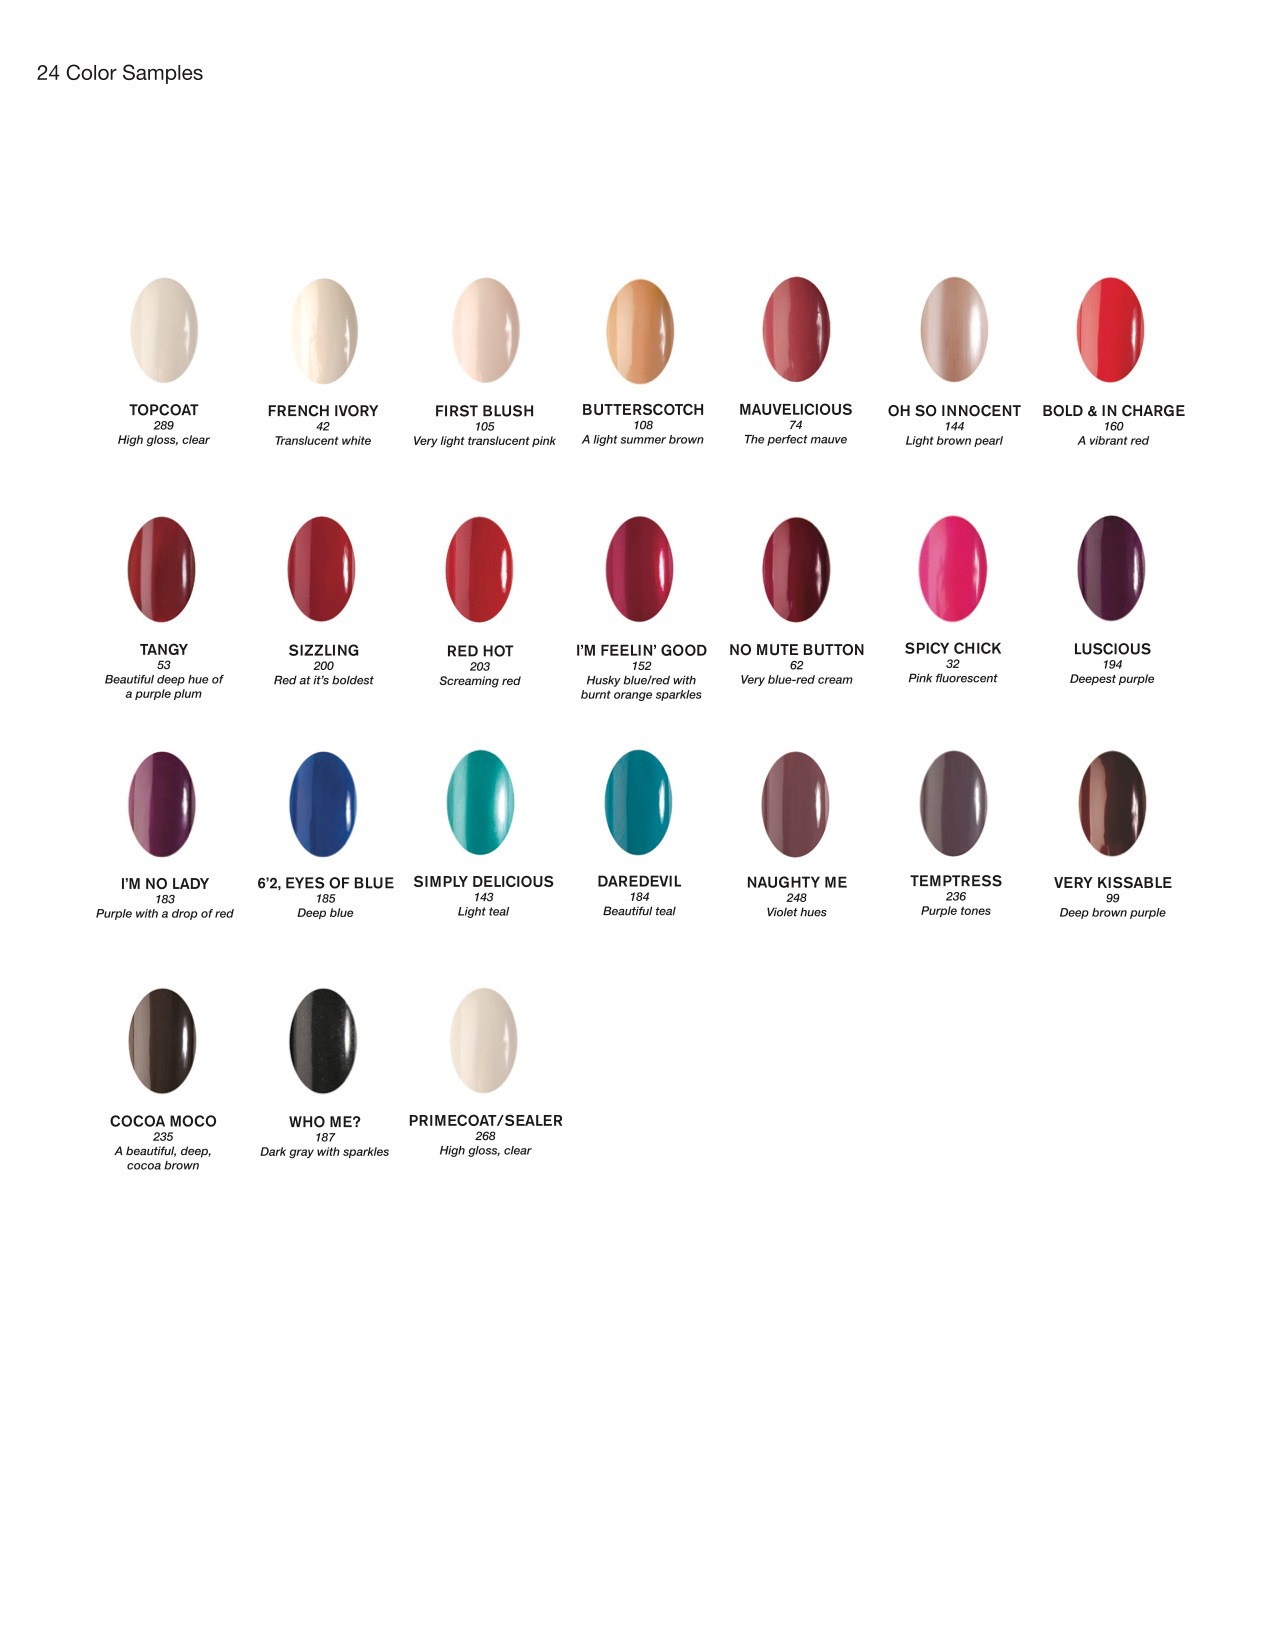 24 Color Samples
TOPCOAT
289
High gloss, clear
FRENCH IVORY
42
Translucent white
FIRST BLUSH
105
Very light translucent pink
BUTTERSCOTCH
108
A light summer brown
MAUVELICIOUS
74
The perfect mauve
OH SO INNOCENT
144
Light brown pearl
BOLD & IN CHARGE
160
A vibrant red
TANGY
53
Beautiful deep hue of
a purple plum
SIZZLING
200
Red at it's boldest
RED HOT
203
Screaming red
I'M FEELIN' GOOD
152
Husky blue/red with
burnt orange sparkles
NO MUTE BUTTON
62
Very blue-red cream
SPICY CHICK
32
Pink fluorescent
LUSCIOUS
194
Deepest purple
I'M NO LADY
183
Purple with a drop of red
6'2, EYES OF BLUE
185
Deep blue
SIMPLY DELICIOUS
143
Light teal
DAREDEVIL
184
Beautiful teal
NAUGHTY ME
248
Violet hues
TEMPTRESS
236
Purple tones
VERY KISSABLE
99
Deep brown purple
COCOA MOCO
235
A beautiful, deep,
cocoa brown
WHO ME?
187
Dark gray with sparkles
PRIMECOAT/SEALER
268
High gloss, clear